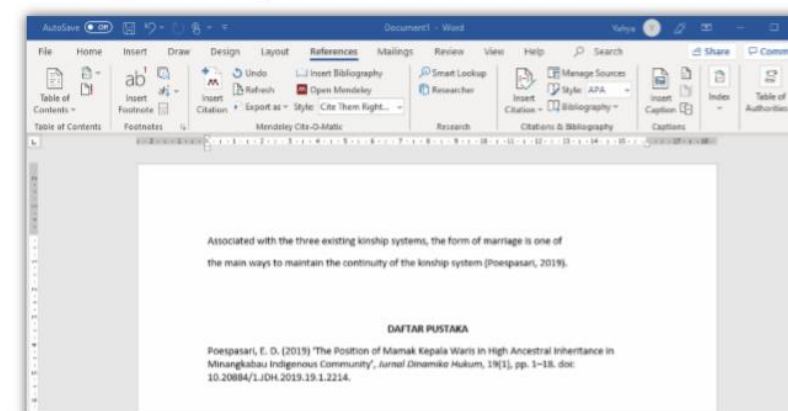 AutoSave Off Document1 - Word Yahya
File Home Insert Draw Design Layout References Mailings Review View Help Search Share Comm
Table of Contents
ab Insert Footnote
Insert Citation
Undo Insert Bibliography
Refresh Open Mendeley
Export as Style: Cite Them Right...
Smart Lookup
Researcher
Insert Citation
Manage Sources
Style: APA
Bibliography
Insert Caption
Index
Table of Authorities
Table of Contents Footnotes Mendeley Cite-O-Matic Research Citations & Bibliography Captions
Associated with the three existing kinship systems, the form of marriage is one of
the main ways to maintain the continuity of the kinship system (Poespasari, 2019).
DAFTAR PUSTAKA
Poespasari, E. D. (2019) 'The Position of Mamak Kepala Waris in High Ancestral Inheritance in
Minangkabau Indigenous Community', Jurnal Dinamika Hukum, 19(1), pp. 1–18. doi:
10.20884/1.JDH.2019.19.1.2214.